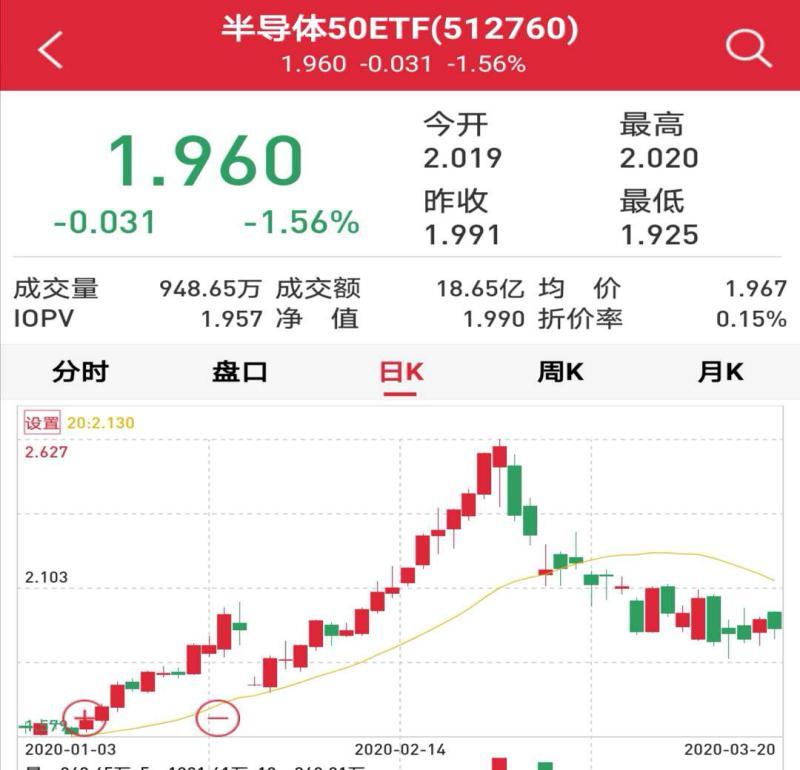 半导体50ETF(512760)
1.960 -0.031 -1.56%
1.960
-0.031 -1.56%
今开 最高
2.019 2.020
昨收 最低
1.991 1.925
成交量 948.65万 成交额 18.65亿 均 价 1.967
IOPV 1.957 净 值 1.990 折价率 0.15%
分时 盘口 日K 周K 月K
设置 20:2.130
2.627
2.103
1.579
2020-01-03 2020-02-14 2020-03-20